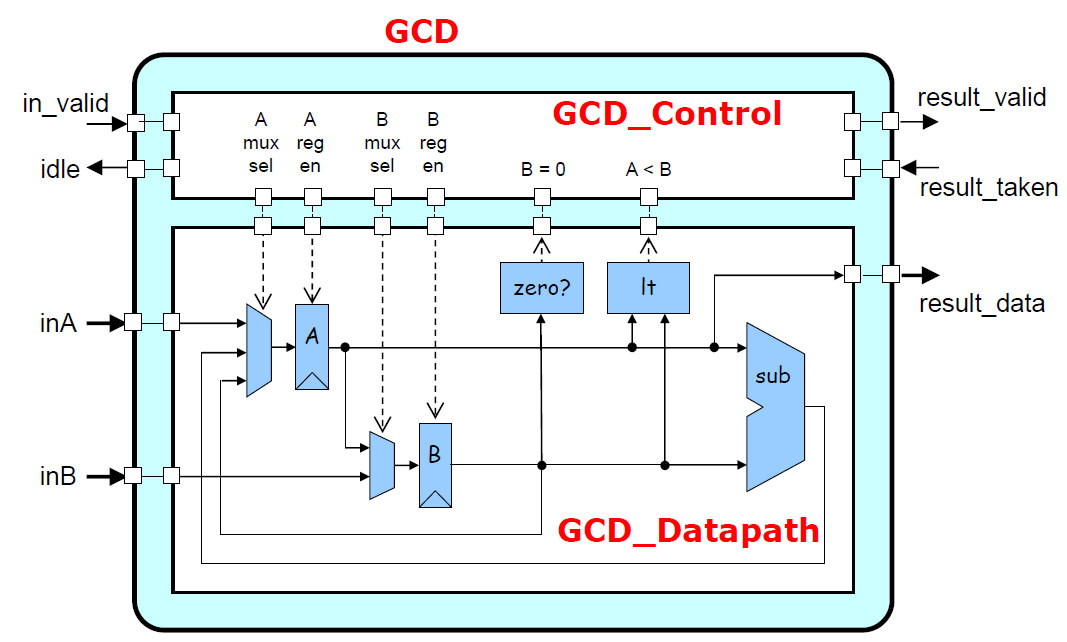 GCD
in_valid
idle
A mux sel
A reg en
B mux sel
B reg en
GCD_Control
B = 0
A < B
result_valid
result_taken
zero?
lt
result_data
inA
A
sub
inB
B
GCD_Datapath